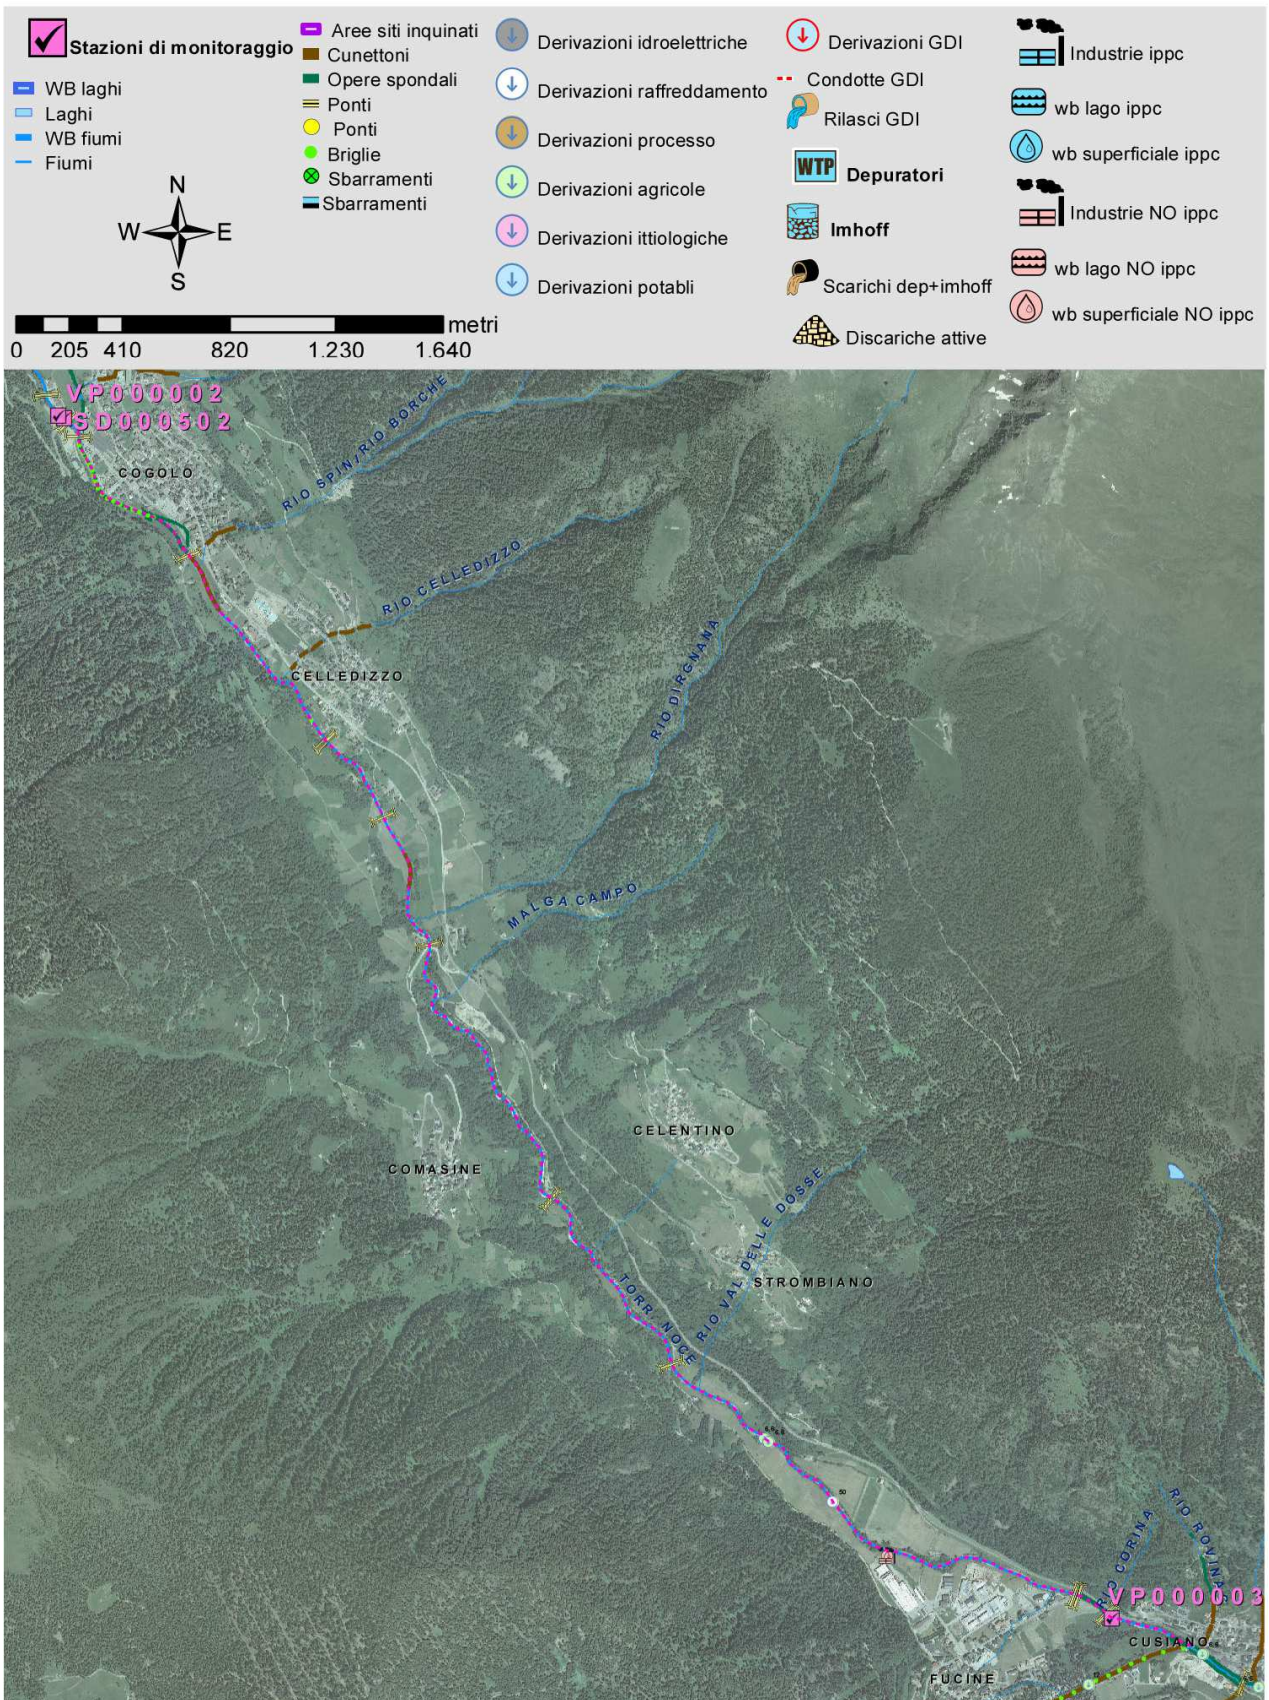 Stazioni di monitoraggio
WB laghi
Laghi
WB fiumi
Fiumi
N
W E
S
Aree siti inquinati
Cunettoni
Opere spondali
Ponti
Ponti
Briglie
Sbarramenti
Sbarramenti
Derivazioni idroelettriche
Derivazioni raffreddamento
Derivazioni processo
Derivazioni agricole
Derivazioni ittiologiche
Derivazioni potabli
Derivazioni GDI
Condotte GDI
Rilasci GDI
WTP Depuratori
Imhoff
Scarichi dep+imhoff
Discariche attive
Industrie ippc
wb lago ippc
wb superficiale ippc
Industrie NO ippc
wb lago NO ippc
wb superficiale NO ippc
metri
0 205 410 820 1.230 1.640
VP000002
SD000502
COGOLO
RIO SPIN/RIO BORCHE
RIO CELLEDIZZO
CELLEDIZZO
RIO DIRGNANA
MALGA CAMPO
CELENTINO
COMASINE
RIO VAL DELLE DOSSE
STROMBIANO
TORR. NOCE
50
RIO CORINA
RIO ROVINA
VP000003
CUSIANO
FUCINE
12